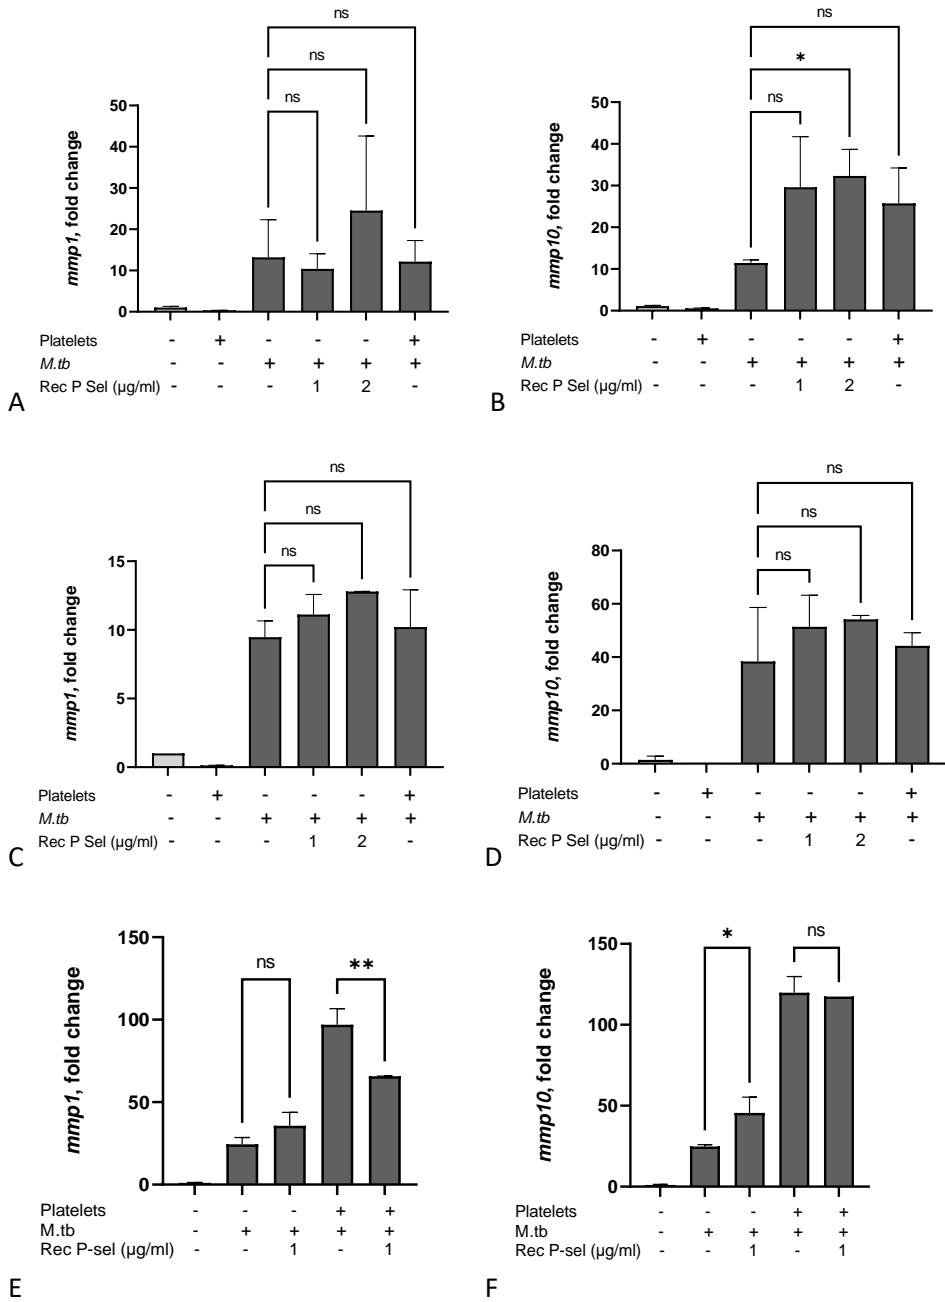 ns
ns
ns
50
40
30
20
10
0
mmp1, fold change
Platelets - + - - - +
M.tb - - + + + +
Rec P Sel (µg/ml) - - - 1 2 -
A
ns
*
ns
50
40
30
20
10
0
mmp10, fold change
Platelets - + - - - +
M.tb - - + + + +
Rec P Sel (µg/ml) - - - 1 2 -
B
ns
ns
ns
15
10
5
0
mmp1, fold change
Platelets - + - - - +
M.tb - - + + + +
Rec P Sel (µg/ml) - - - 1 2 -
C
ns
ns
ns
80
60
40
20
0
mmp10, fold change
Platelets - + - - - +
M.tb - - + + + +
Rec P Sel (µg/ml) - - - 1 2 -
D
ns
**
150
100
50
0
mmp1, fold change
Platelets - - - + +
M.tb - + + + +
Rec P-sel (µg/ml) - - 1 - 1
E
*
ns
150
100
50
0
mmp10, fold change
Platelets - - - + +
M.tb - + + + +
Rec P-sel (µg/ml) - - 1 - 1
F